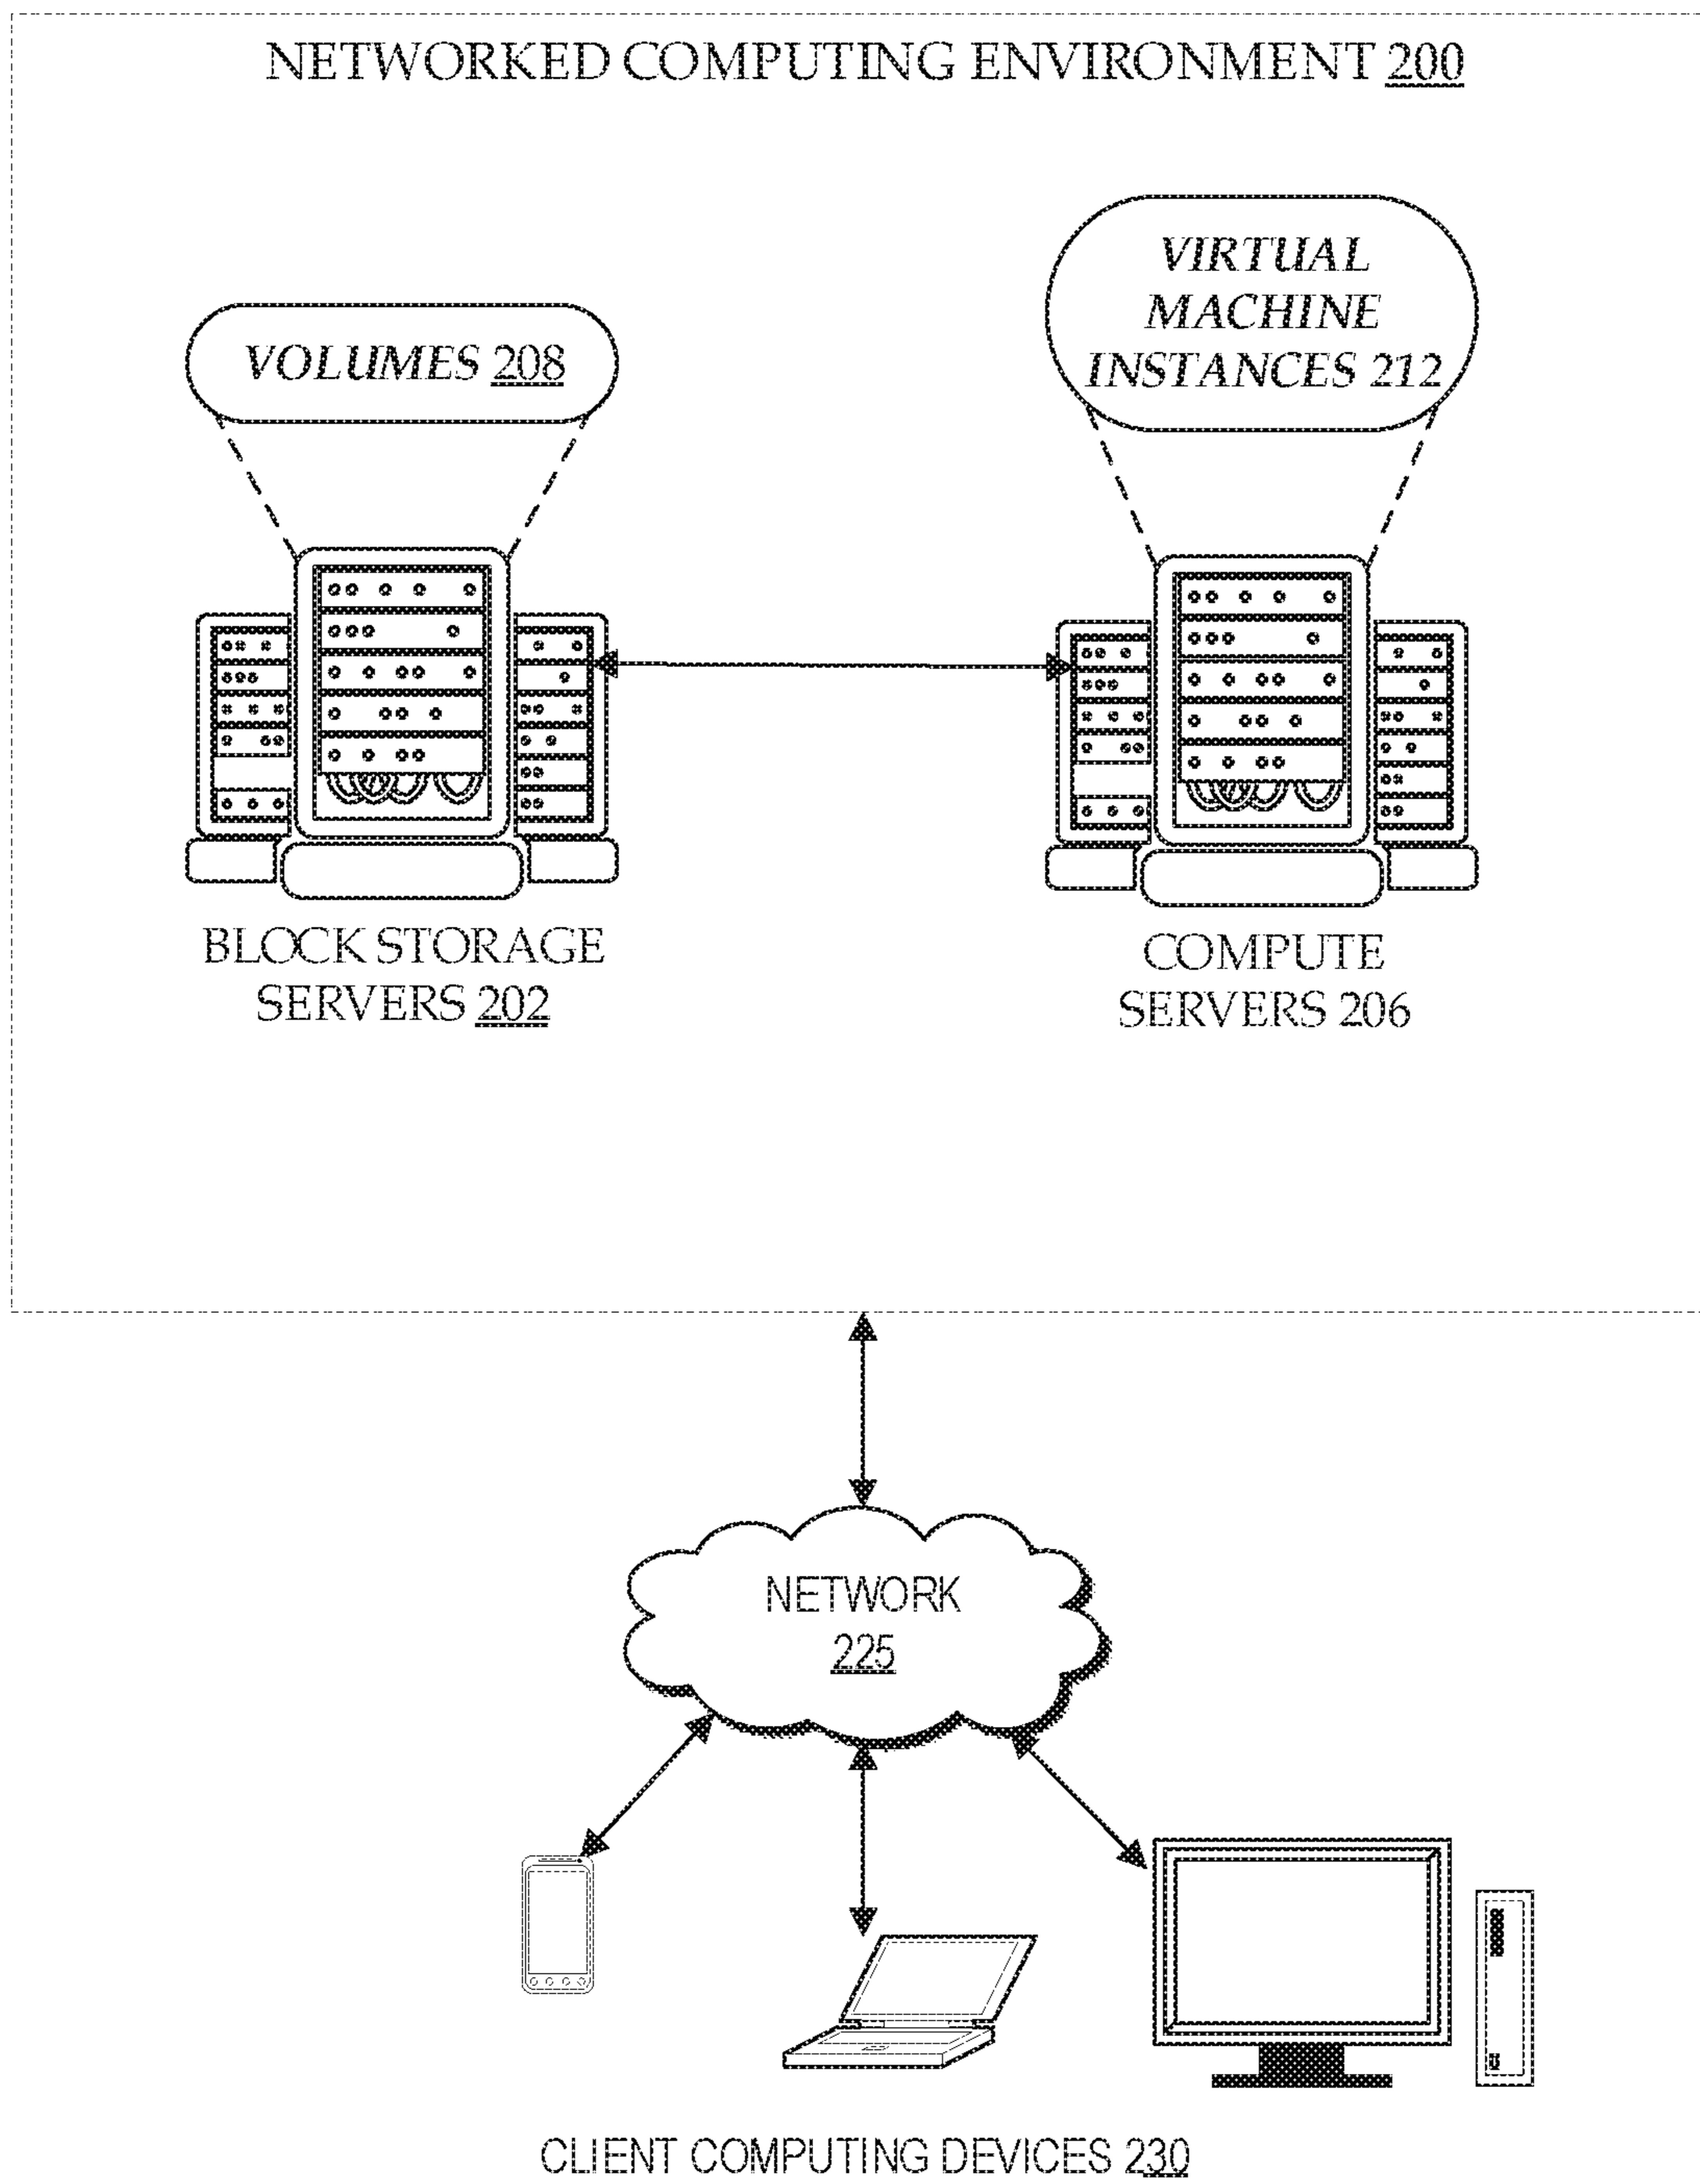 NETWORKED COMPUTING ENVIRONMENT 200
VIRTUAL
MACHINE
INSTANCES 212
VOLUMES 208
BLOCK STORAGE
SERVERS 202
COMPUTE
SERVERS 206
NETWORK
225
CLIENT COMPUTING DEVICES 230